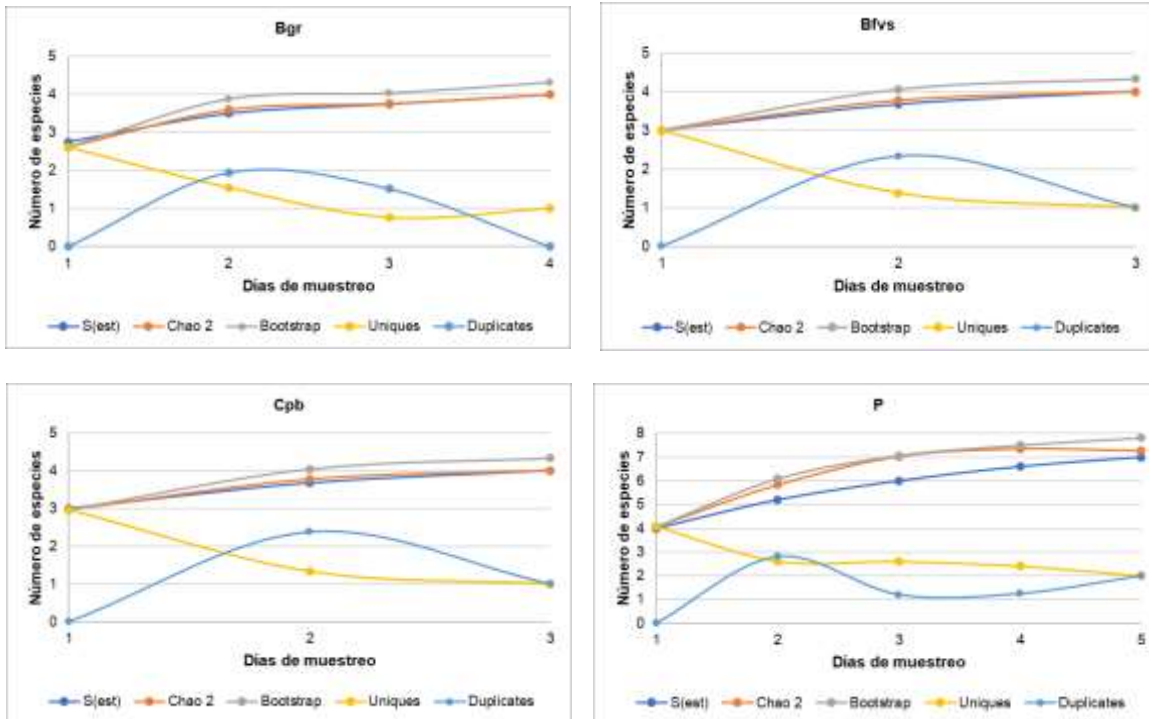 Bgr
Número de especies
5
4
3
2
1
0
1 2 3 4
Días de muestreo
S(est) Chao 2 Bootstrap Uniques Duplicates
Bfvs
Número de especies
5
4
3
2
1
0
1 2 3
Días de muestreo
S(est) Chao 2 Bootstrap Uniques Duplicates
Cpb
Número de especies
5
4
3
2
1
0
1 2 3
Días de muestreo
S(est) Chao 2 Bootstrap Uniques Duplicates
P
Número de especies
8
7
6
5
4
3
2
1
0
1 2 3 4 5
Días de muestreo
S(est) Chao 2 Bootstrap Uniques Duplicates